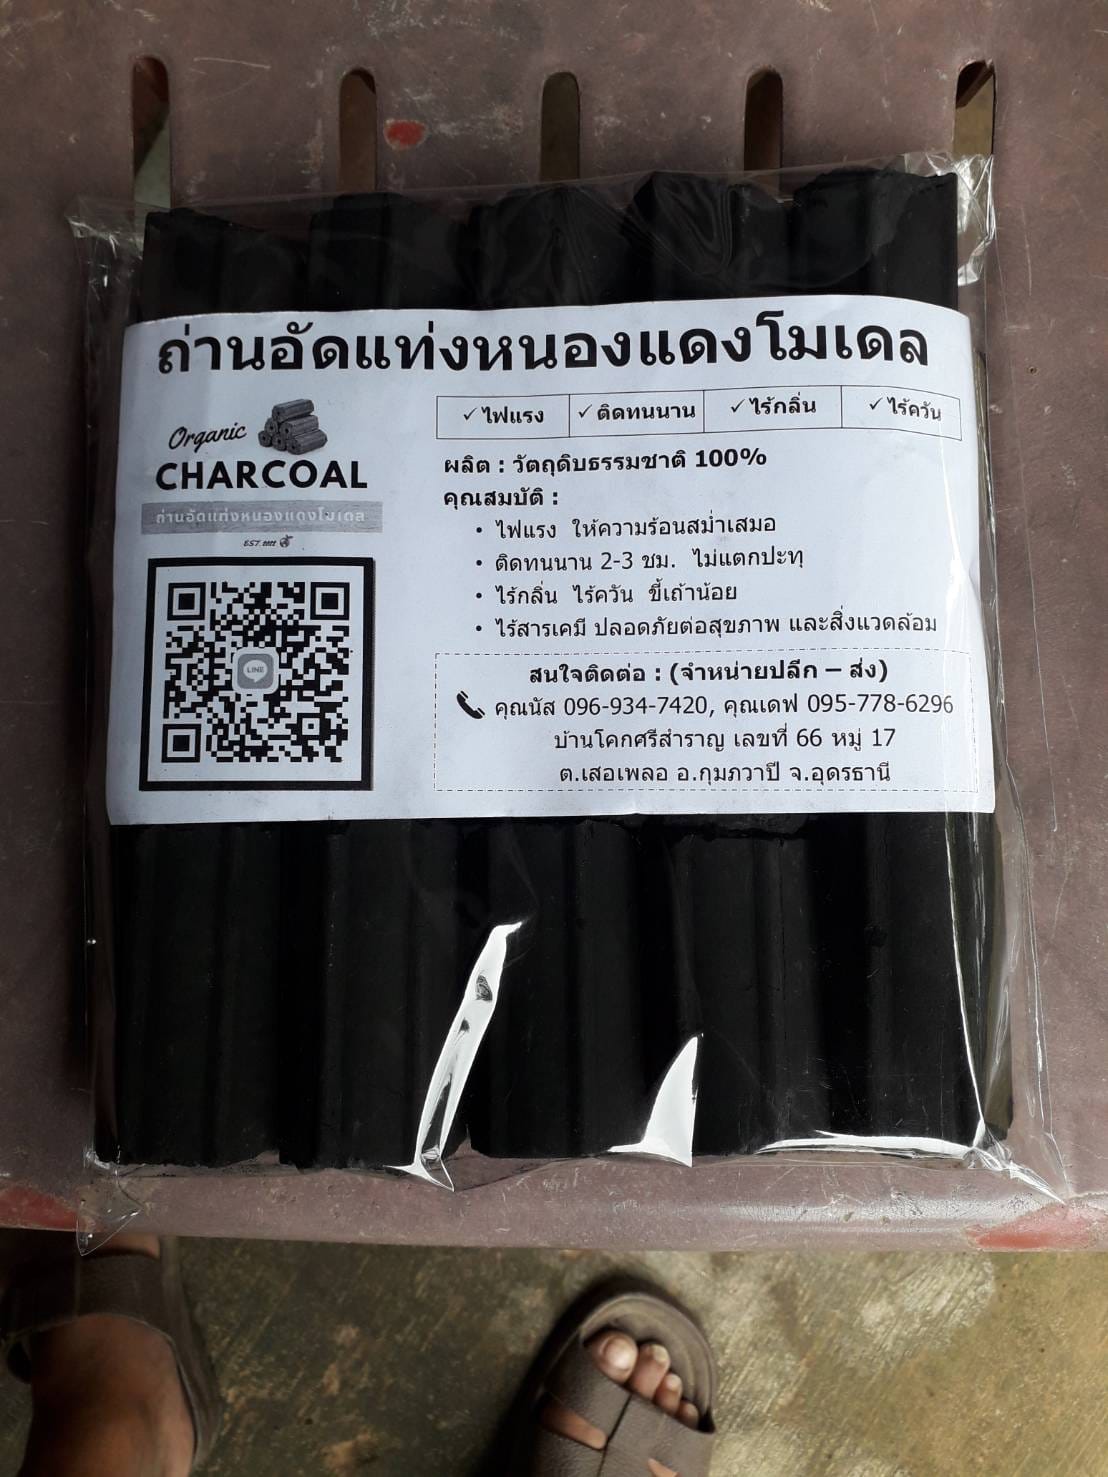 ถ่านอัดแท่งหนองแดงโมเดล
Organic
CHARCOAL
ถ่านอัดแท่งหนองแดงโมเดล
EST. 2022
LINE
✓ ไฟแรง ✓ ติดทนนาน ✓ ไร้กลิ่น ✓ ไร้ควัน
ผลิต : วัตถุดิบธรรมชาติ 100%
คุณสมบัติ :
• ไฟแรง ให้ความร้อนสม่ำเสมอ
• ติดทนนาน 2-3 ชม. ไม่แตกปะทุ
• ไร้กลิ่น ไร้ควัน ขี้เถ้าน้อย
• ไร้สารเคมี ปลอดภัยต่อสุขภาพ และสิ่งแวดล้อม
สนใจติดต่อ : (จำหน่ายปลีก – ส่ง)
คุณนัส 096-934-7420, คุณเดฟ 095-778-6296
บ้านโคกศรีสำราญ เลขที่ 66 หมู่ 17
ต.เสอเพลอ อ.กุมภวาปี จ.อุดรธานี